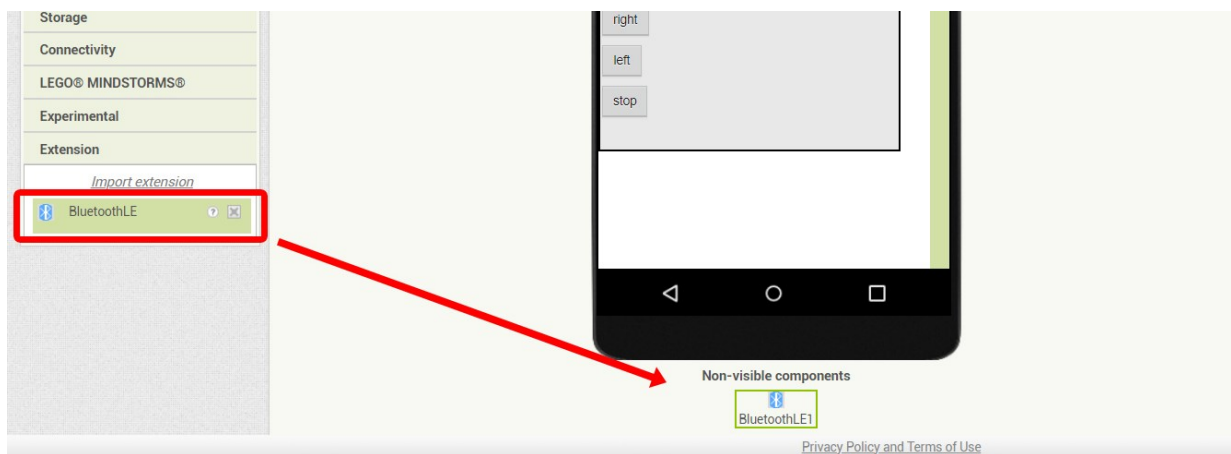 Storage
Connectivity
LEGO® MINDSTORMS®
Experimental
Extension
Import extension
BluetoothLE ?
right
left
stop
Non-visible components
BluetoothLE1
Privacy Policy and Terms of Use